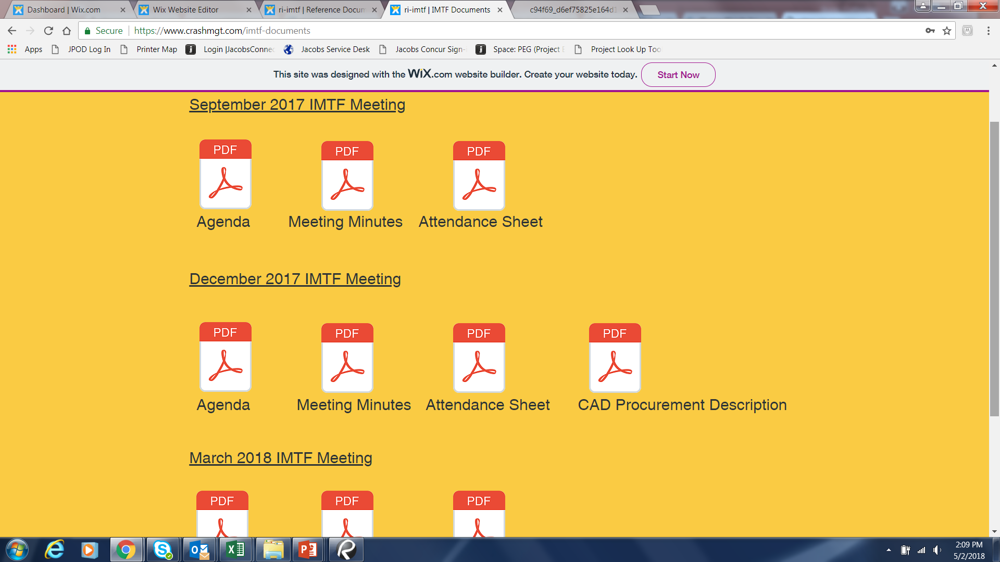 Dashboard | Wix.com
Wix Website Editor
ri-imtf | Reference Docum
ri-imtf | IMTF Documents
c94f69_d6ef75825e164d1
Secure
https://www.crashmgt.com/imtf-documents
Apps
JPOD Log In
Printer Map
Login |JacobsConnec
Jacobs Service Desk
Jacobs Concur Sign-
Space: PEG (Project E
Project Look Up Too
This site was designed with the WiX.com website builder. Create your website today.
Start Now
September 2017 IMTF Meeting
PDF PDF PDF
Agenda Meeting Minutes Attendance Sheet
December 2017 IMTF Meeting
PDF PDF PDF PDF
Agenda Meeting Minutes Attendance Sheet CAD Procurement Description
March 2018 IMTF Meeting
PDF PDF PDF
2:09 PM
5/2/2018